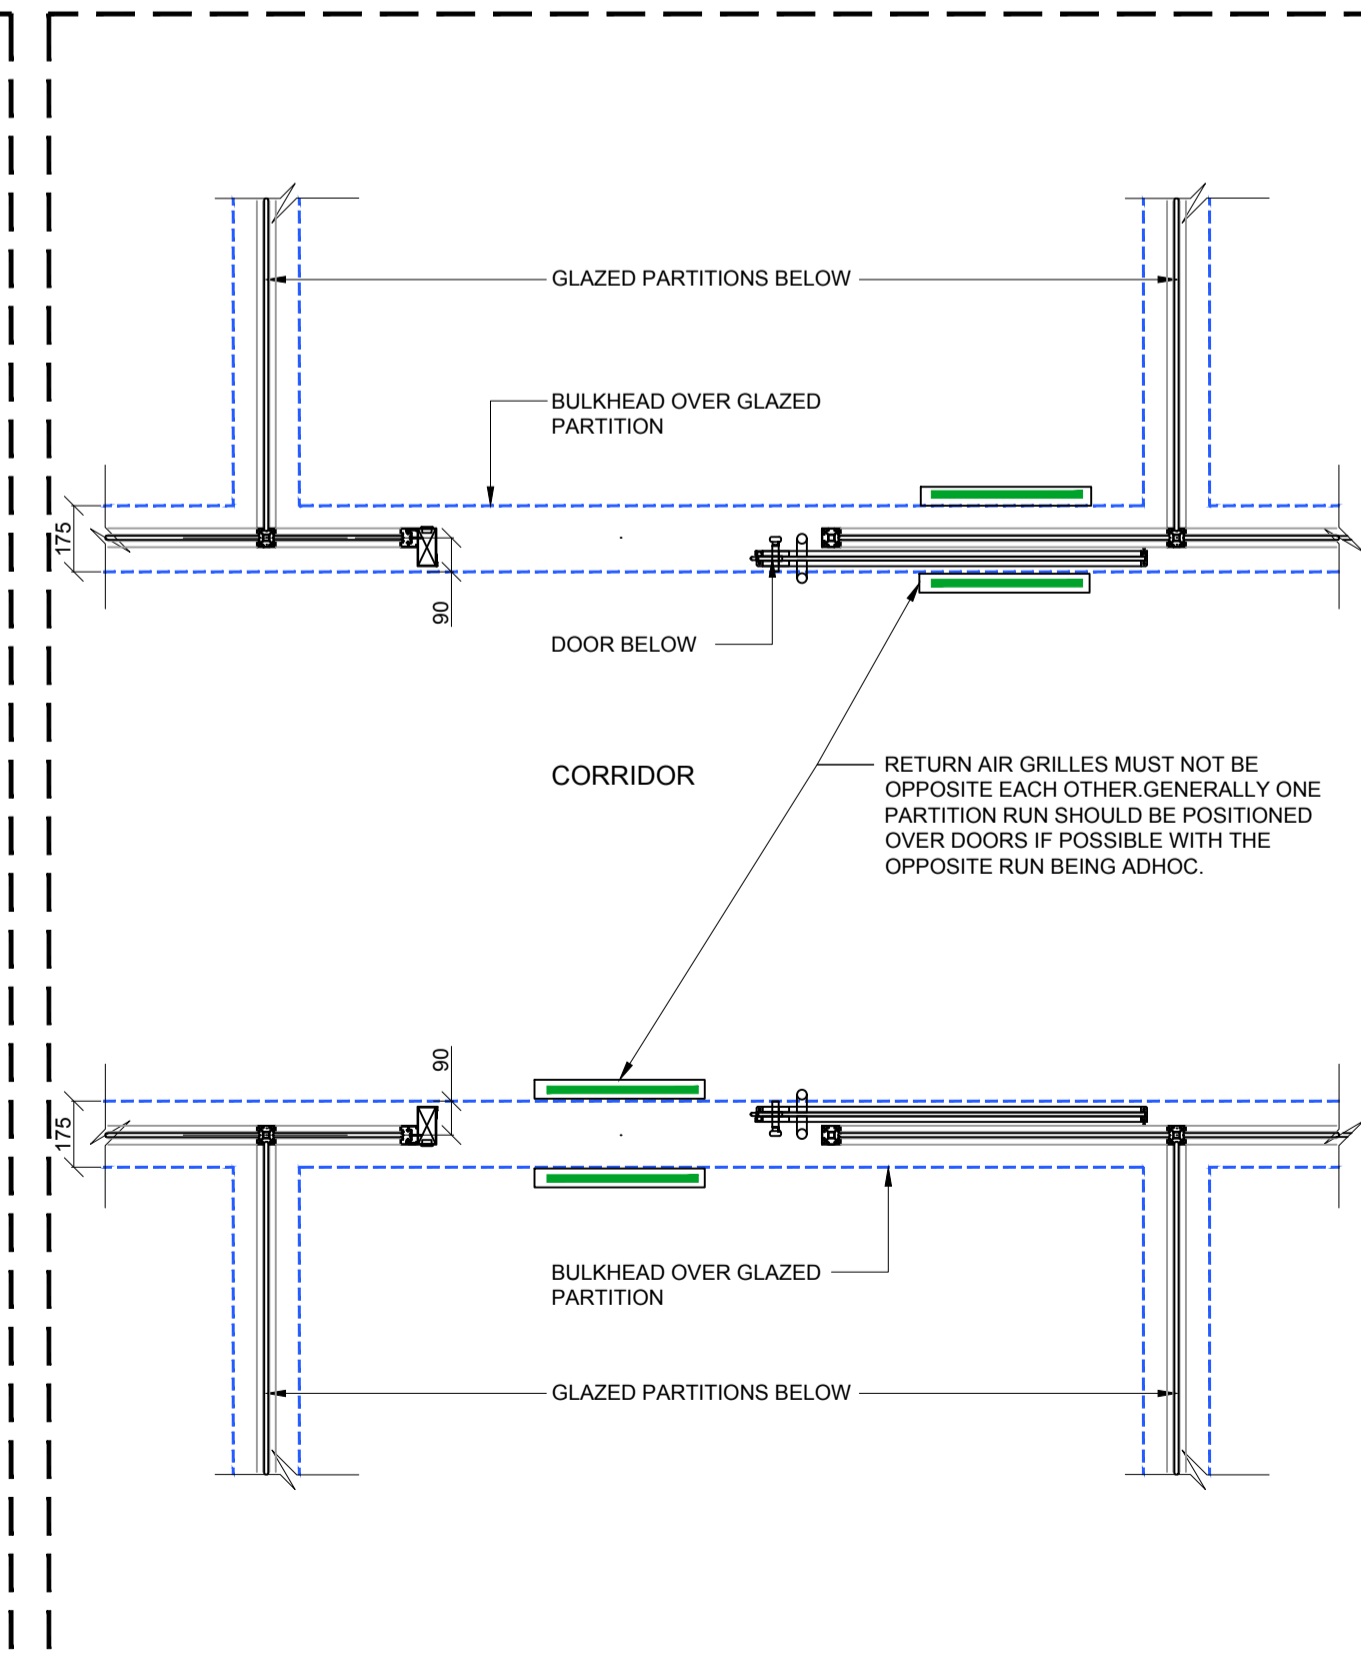 GLAZED PARTITIONS BELOW
BULKHEAD OVER GLAZED
PARTITION
175
90
DOOR BELOW
CORRIDOR
RETURN AIR GRILLES MUST NOT BE
OPPOSITE EACH OTHER.GENERALLY ONE
PARTITION RUN SHOULD BE POSITIONED
OVER DOORS IF POSSIBLE WITH THE
OPPOSITE RUN BEING ADHOC.
90
175
BULKHEAD OVER GLAZED
PARTITION
GLAZED PARTITIONS BELOW